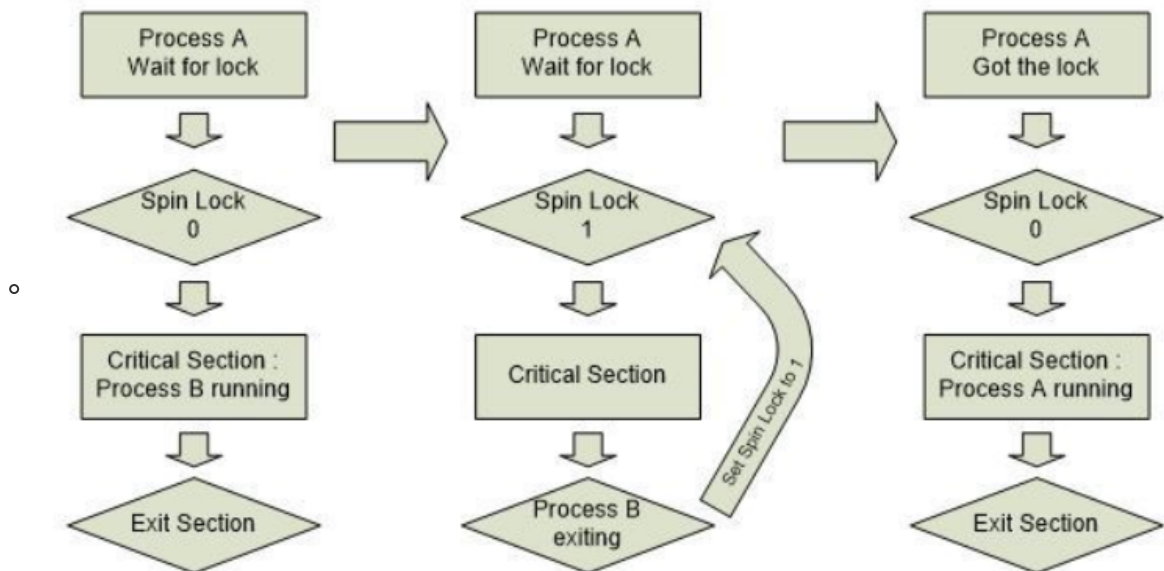 Process A
Wait for lock
Spin Lock
0
Critical Section :
Process B running
Exit Section
Process A
Wait for lock
Spin Lock
1
Critical Section
Process B
exiting
Set Spin Lock to 1
Process A
Got the lock
Spin Lock
0
Critical Section :
Process A running
Exit Section